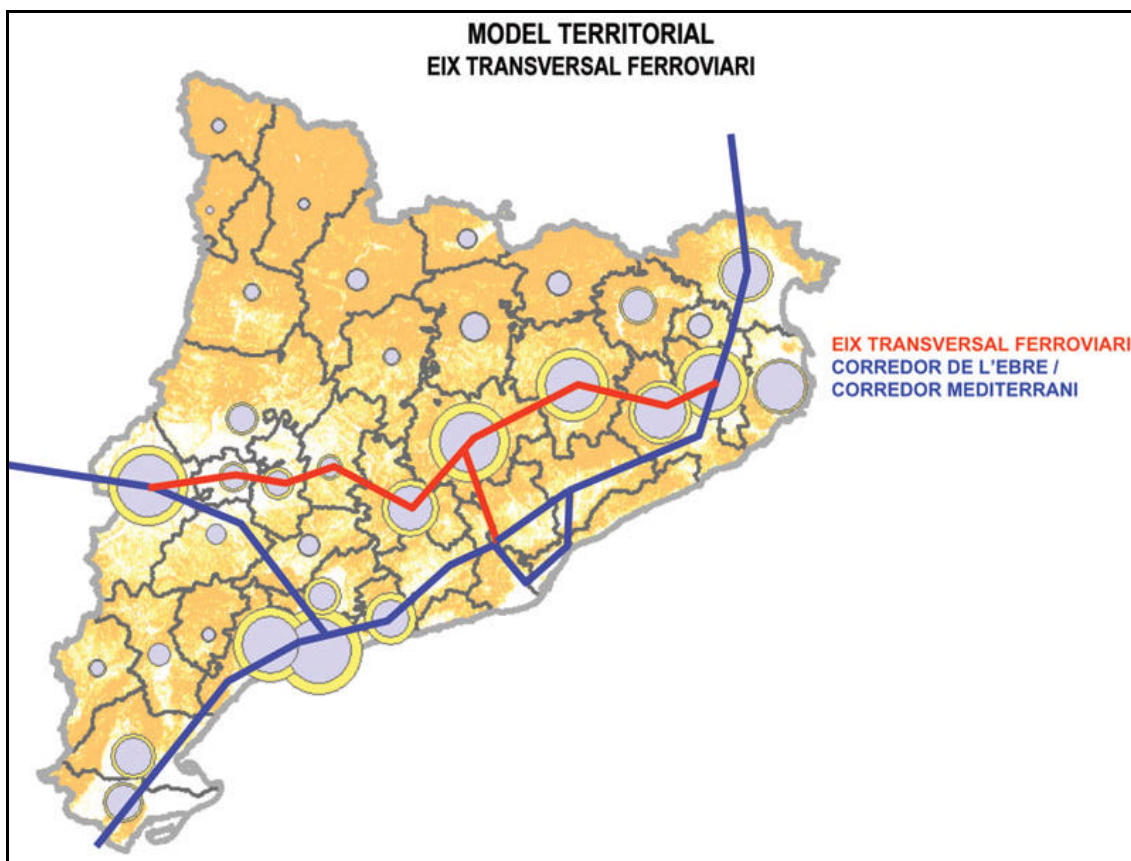 MODEL TERRITORIAL
EIX TRANSVERSAL FERROVIARI
EIX TRANSVERSAL FERROVIARI
CORREDOR DE L'EBRE /
CORREDOR MEDITERRANI